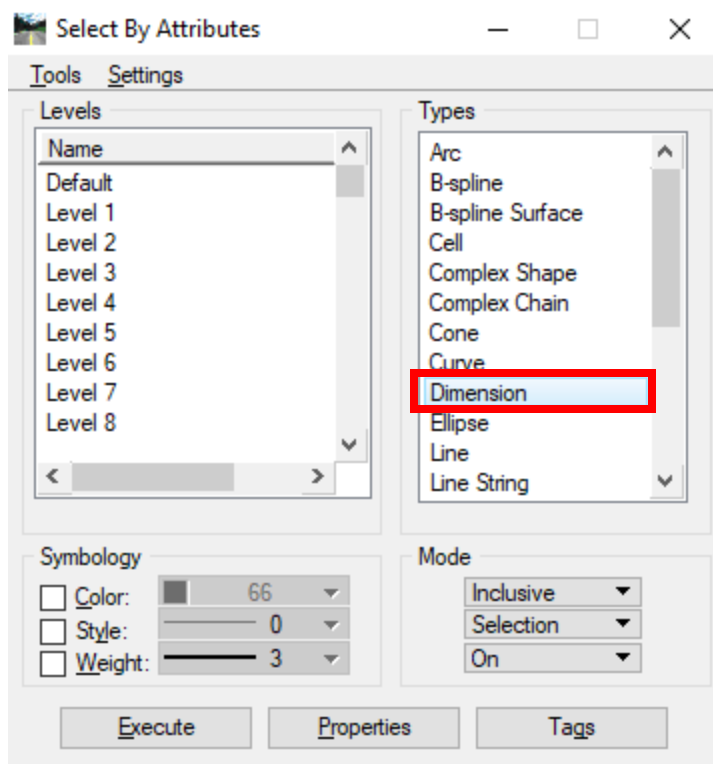 Select By Attributes
Tools Settings
Levels
Name
Default
Level 1
Level 2
Level 3
Level 4
Level 5
Level 6
Level 7
Level 8
Types
Arc
B-spline
B-spline Surface
Cell
Complex Shape
Complex Chain
Cone
Curve
Dimension
Ellipse
Line
Line String
Symbology
Color: 66
Style: 0
Weight: 3
Mode
Inclusive
Selection
On
Execute Properties Tags